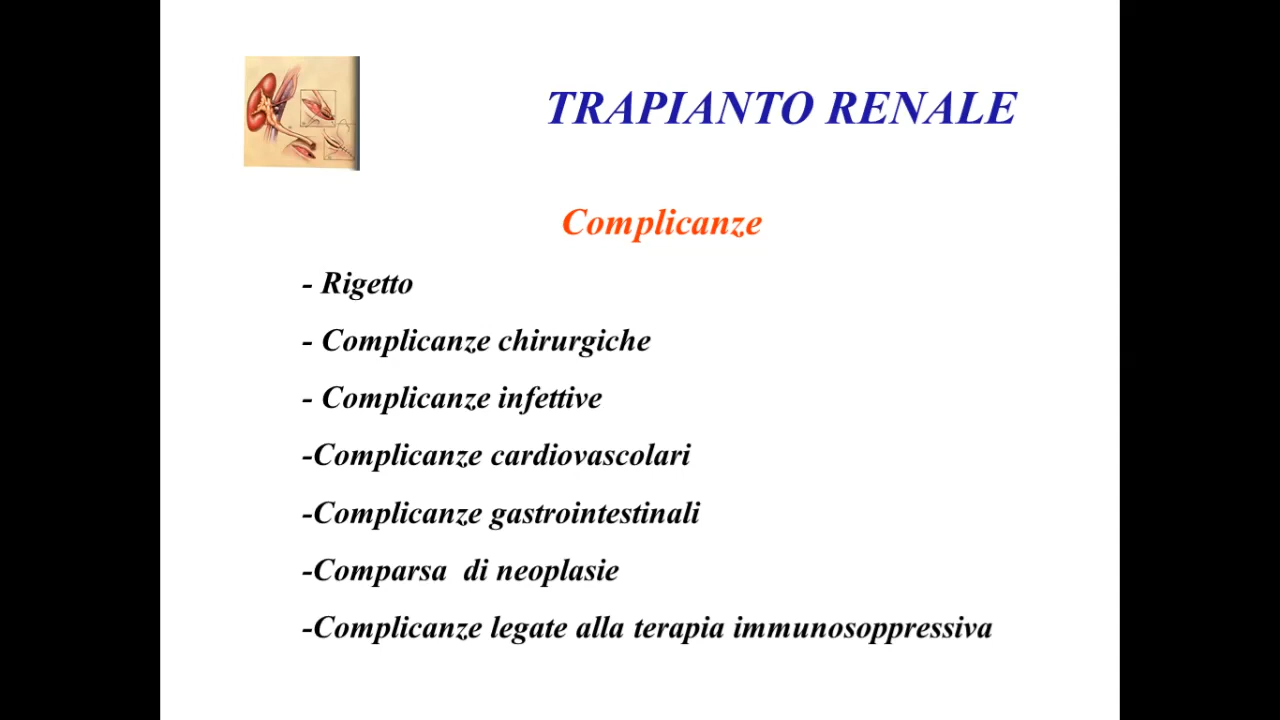 TRAPIANTO RENALE
Complicanze
- Rigetto
- Complicanze chirurgiche
- Complicanze infettive
-Complicanze cardiovascolari
-Complicanze gastrointestinali
-Comparsa  di neoplasie
-Complicanze legate alla terapia immunosoppressiva